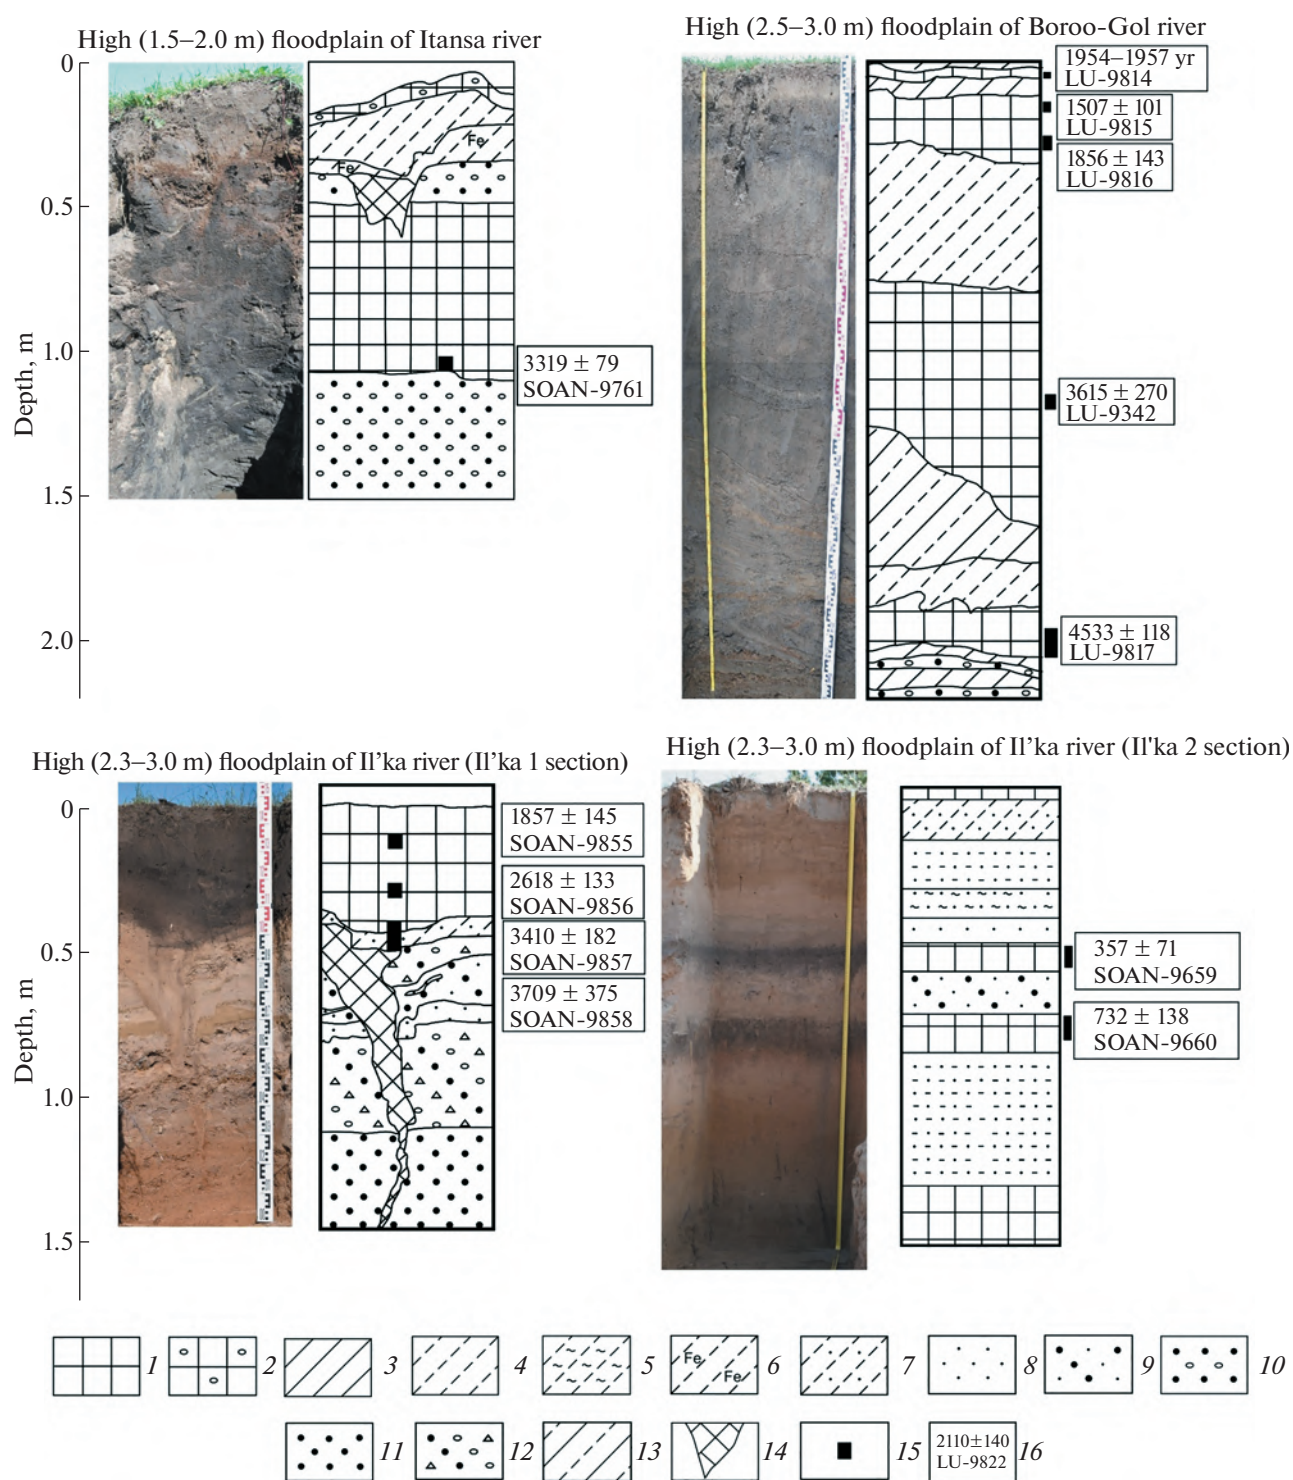 High (1.5–2.0 m) floodplain of Itansa river
0
0.5
1.0
1.5
2.0
Depth, m
Fe
Fe
3319 ± 79
SOAN-9761
High (2.5–3.0 m) floodplain of Boroo-Gol river
1954–1957 yr
LU-9814
1507 ± 101
LU-9815
1856 ± 143
LU-9816
3615 ± 270
LU-9342
4533 ± 118
LU-9817
High (2.3–3.0 m) floodplain of Il’ka river (Il’ka 1 section)
0
0.5
1.0
1.5
Depth, m
1857 ± 145
SOAN-9855
2618 ± 133
SOAN-9856
3410 ± 182
SOAN-9857
3709 ± 375
SOAN-9858
High (2.3–3.0 m) floodplain of Il’ka river (Il'ka 2 section)
357 ± 71
SOAN-9659
732 ± 138
SOAN-9660
1
2
3
4
5
Fe
Fe
6
7
8
9
10
11
12
13
14
15
2110±140
LU-9822
16